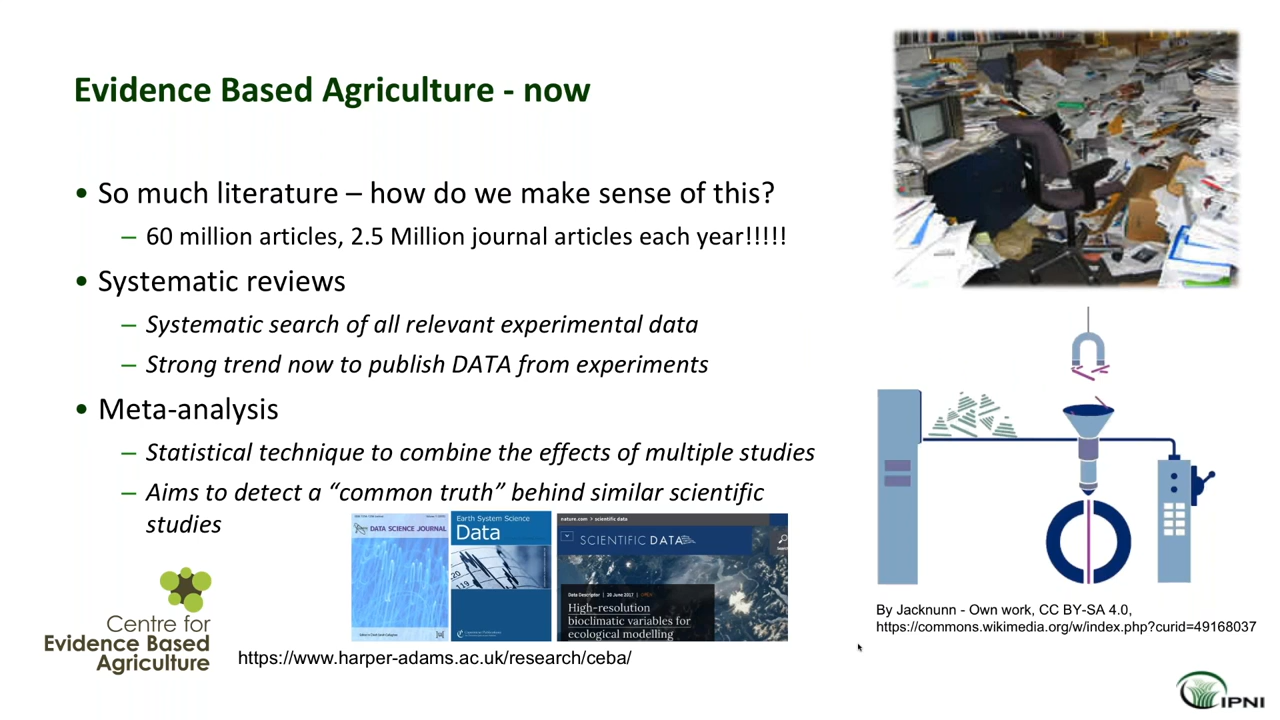 Evidence Based Agriculture - now
• So much literature – how do we make sense of this?
– 60 million articles, 2.5 Million journal articles each year!!!!!
• Systematic reviews
– Systematic search of all relevant experimental data
– Strong trend now to publish DATA from experiments
• Meta-analysis
– Statistical technique to combine the effects of multiple studies
– Aims to detect a “common truth” behind similar scientific
studies
DATA SCIENCE JOURNAL
Earth System Science
Data
nature.com > scientific data
SCIENTIFIC DATA
Data Descriptor | 20 June 2017
High-resolution
bioclimatic variables for
ecological modelling
Centre for
Evidence Based
Agriculture
https://www.harper-adams.ac.uk/research/ceba/
By Jacknunn - Own work, CC BY-SA 4.0,
https://commons.wikimedia.org/w/index.php?curid=49168037
IPNI